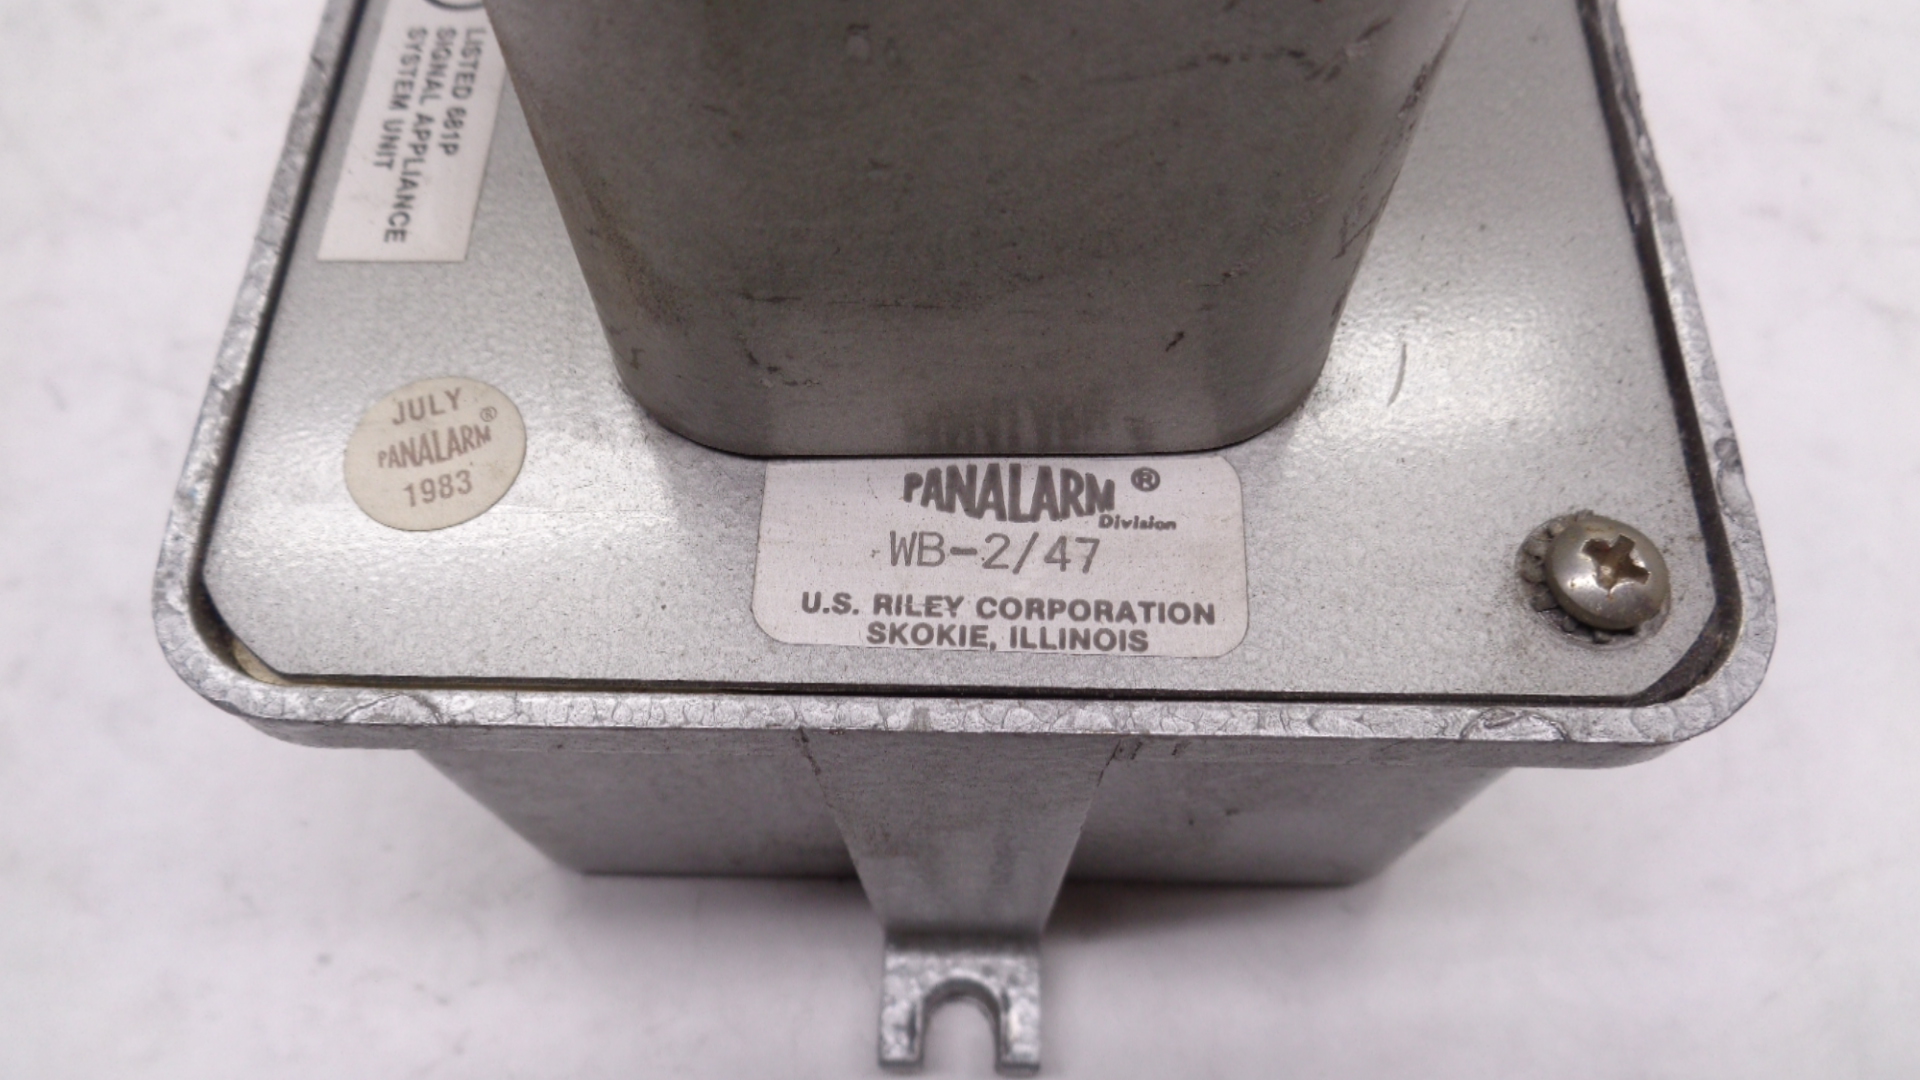 LISTED 681P
SIGNAL APPLIANCE
SYSTEM UNIT
JULY
PANALARM®
1983
PANALARM®
Division
WB-2/47
U.S. RILEY CORPORATION
SKOKIE, ILLINOIS